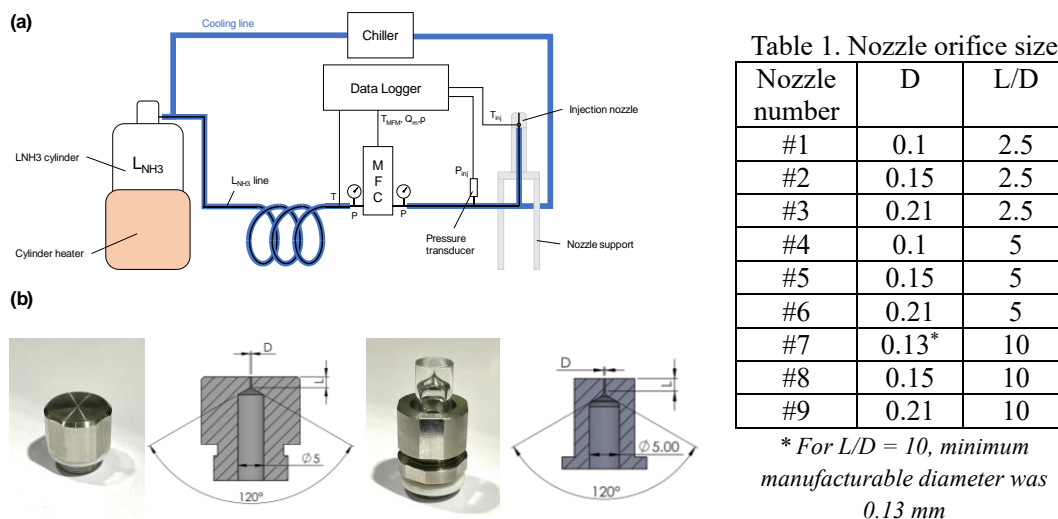 (a)
Cooling line
Chiller
Data Logger
T_MFM, Q_m, ρ
T_inj
Injection nozzle
LNH3 cylinder
L_NH3
L_NH3 line
M
F
C
P_inj
T
P
P
Pressure
transducer
Nozzle support
Cylinder heater
(b)
D
L
Ø5
120°
D
L
Ø5.00
120°
Table 1. Nozzle orifice size
Nozzle number D L/D
#1 0.1 2.5
#2 0.15 2.5
#3 0.21 2.5
#4 0.1 5
#5 0.15 5
#6 0.21 5
#7 0.13* 10
#8 0.15 10
#9 0.21 10
* For L/D = 10, minimum
manufacturable diameter was
0.13 mm